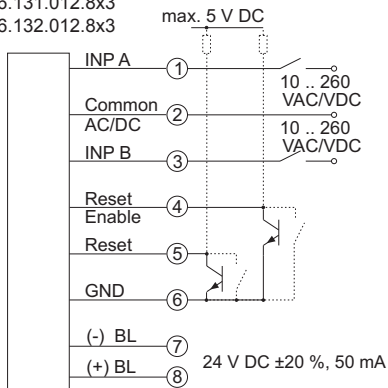 6.131.012.8x3
6.132.012.8x3
max. 5 V DC
INP A
1
10 .. 260
VAC/VDC
Common
AC/DC
2
10 .. 260
VAC/VDC
INP B
3
Reset
Enable
4
Reset
5
GND
6
(-) BL
7
(+) BL
8
24 V DC ±20 %, 50 mA